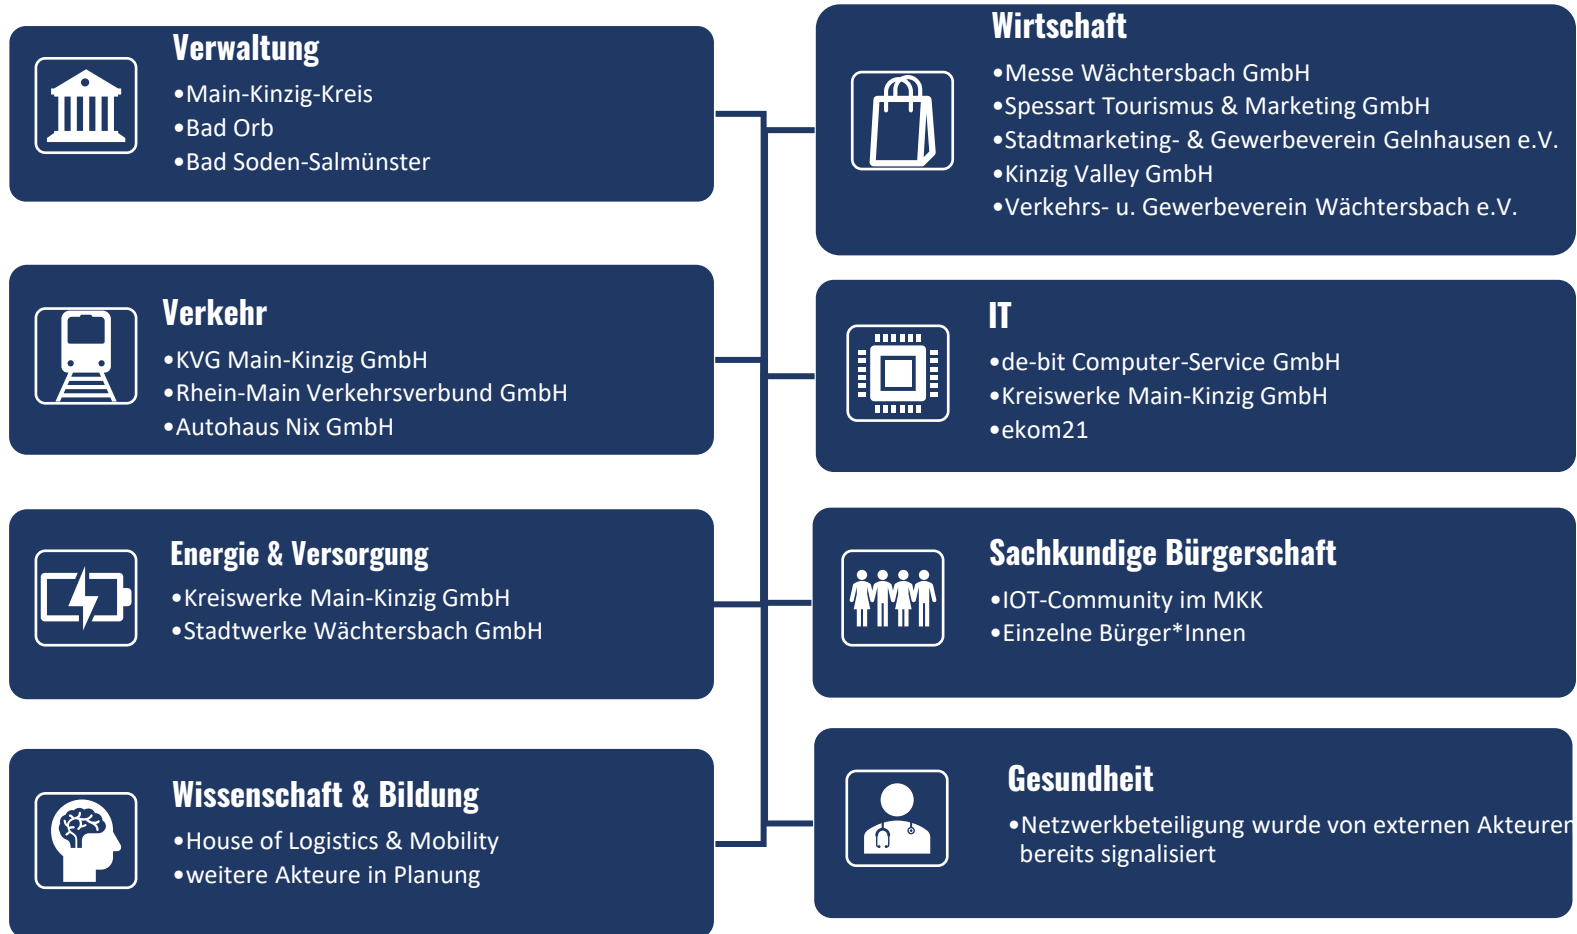 Verwaltung
•Main-Kinzig-Kreis
•Bad Orb
•Bad Soden-Salmünster
Wirtschaft
•Messe Wächtersbach GmbH
•Spessart Tourismus & Marketing GmbH
•Stadtmarketing- & Gewerbeverein Gelnhausen e.V.
•Kinzig Valley GmbH
•Verkehrs- u. Gewerbeverein Wächtersbach e.V.
Verkehr
•KVG Main-Kinzig GmbH
•Rhein-Main Verkehrsverbund GmbH
•Autohaus Nix GmbH
IT
•de-bit Computer-Service GmbH
•Kreiswerke Main-Kinzig GmbH
•ekom21
Energie & Versorgung
•Kreiswerke Main-Kinzig GmbH
•Stadtwerke Wächtersbach GmbH
Sachkundige Bürgerschaft
•IOT-Community im MKK
•Einzelne Bürger*Innen
Wissenschaft & Bildung
•House of Logistics & Mobility
•weitere Akteure in Planung
Gesundheit
•Netzwerkbeteiligung wurde von externen Akteuren
bereits signalisiert